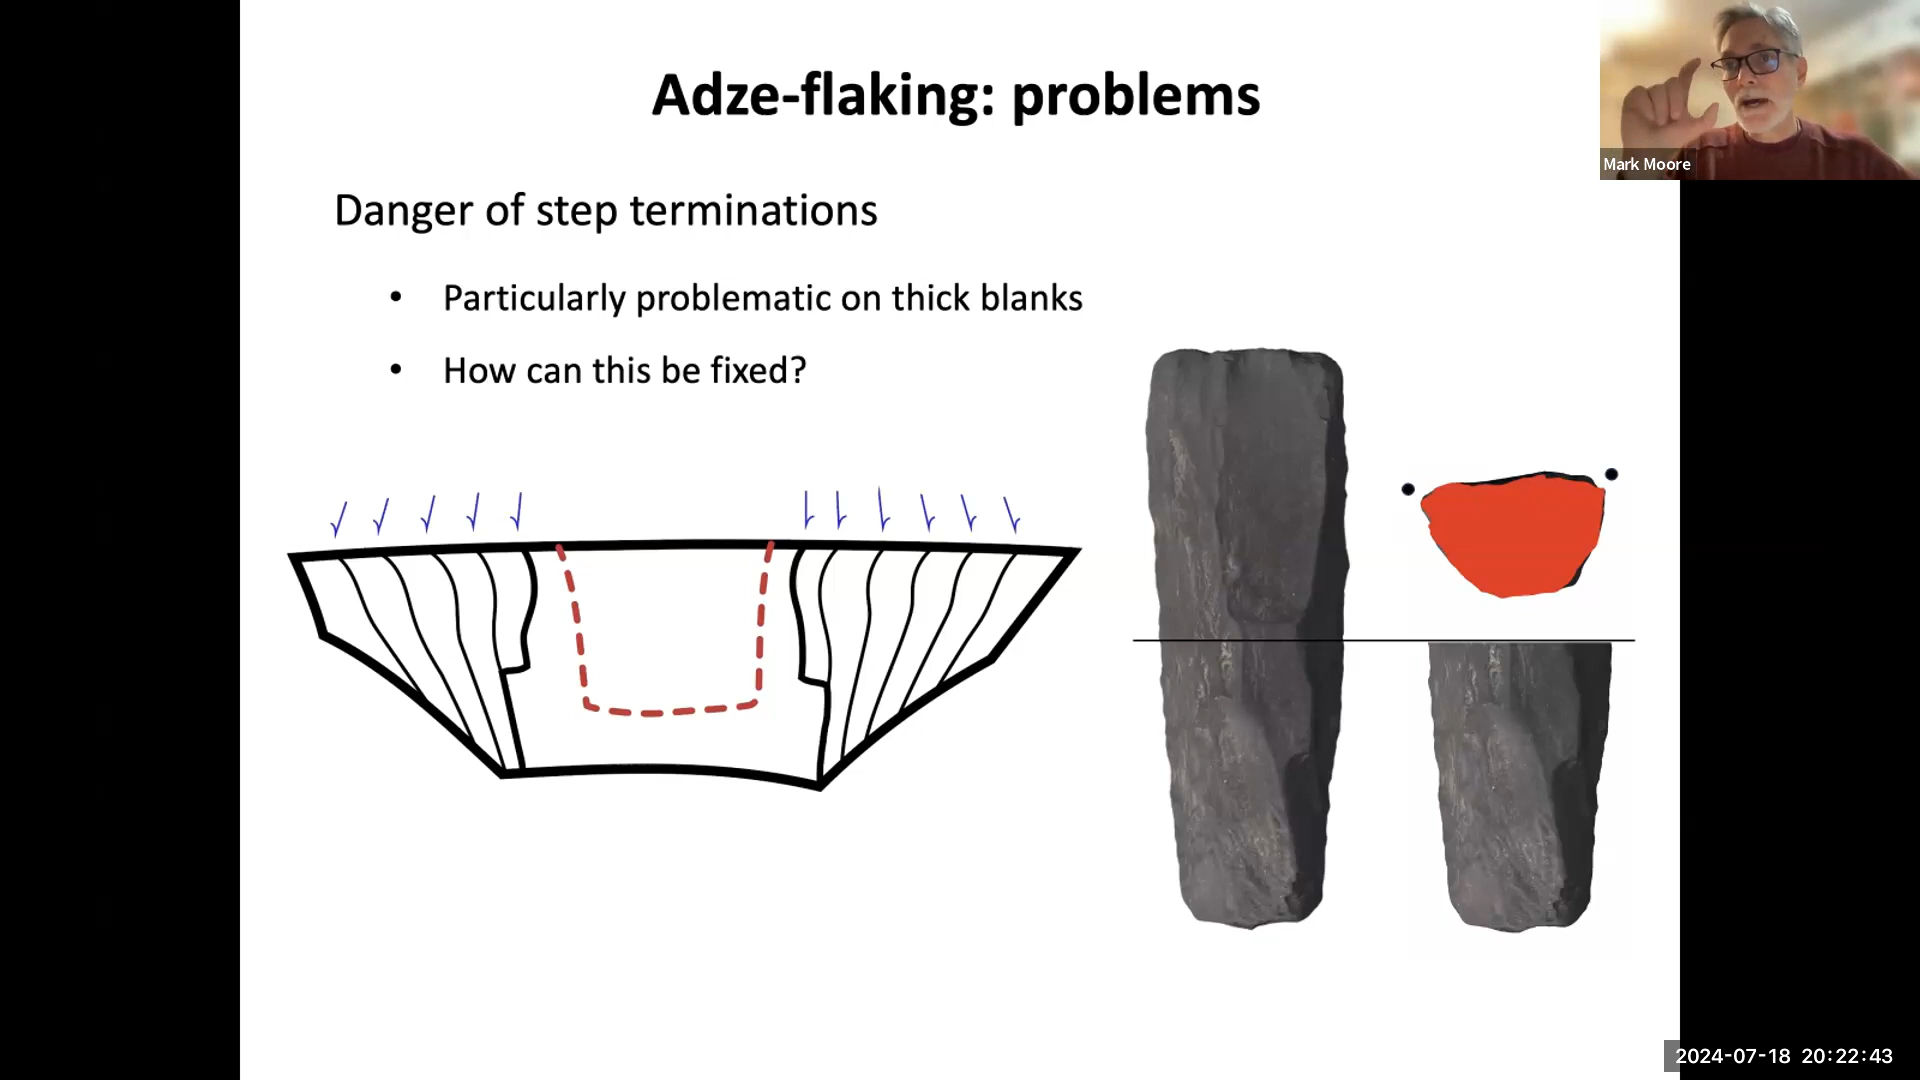 Adze-flaking: problems
Mark Moore
Danger of step terminations
• Particularly problematic on thick blanks
• How can this be fixed?
2024-07-18 20:22:43